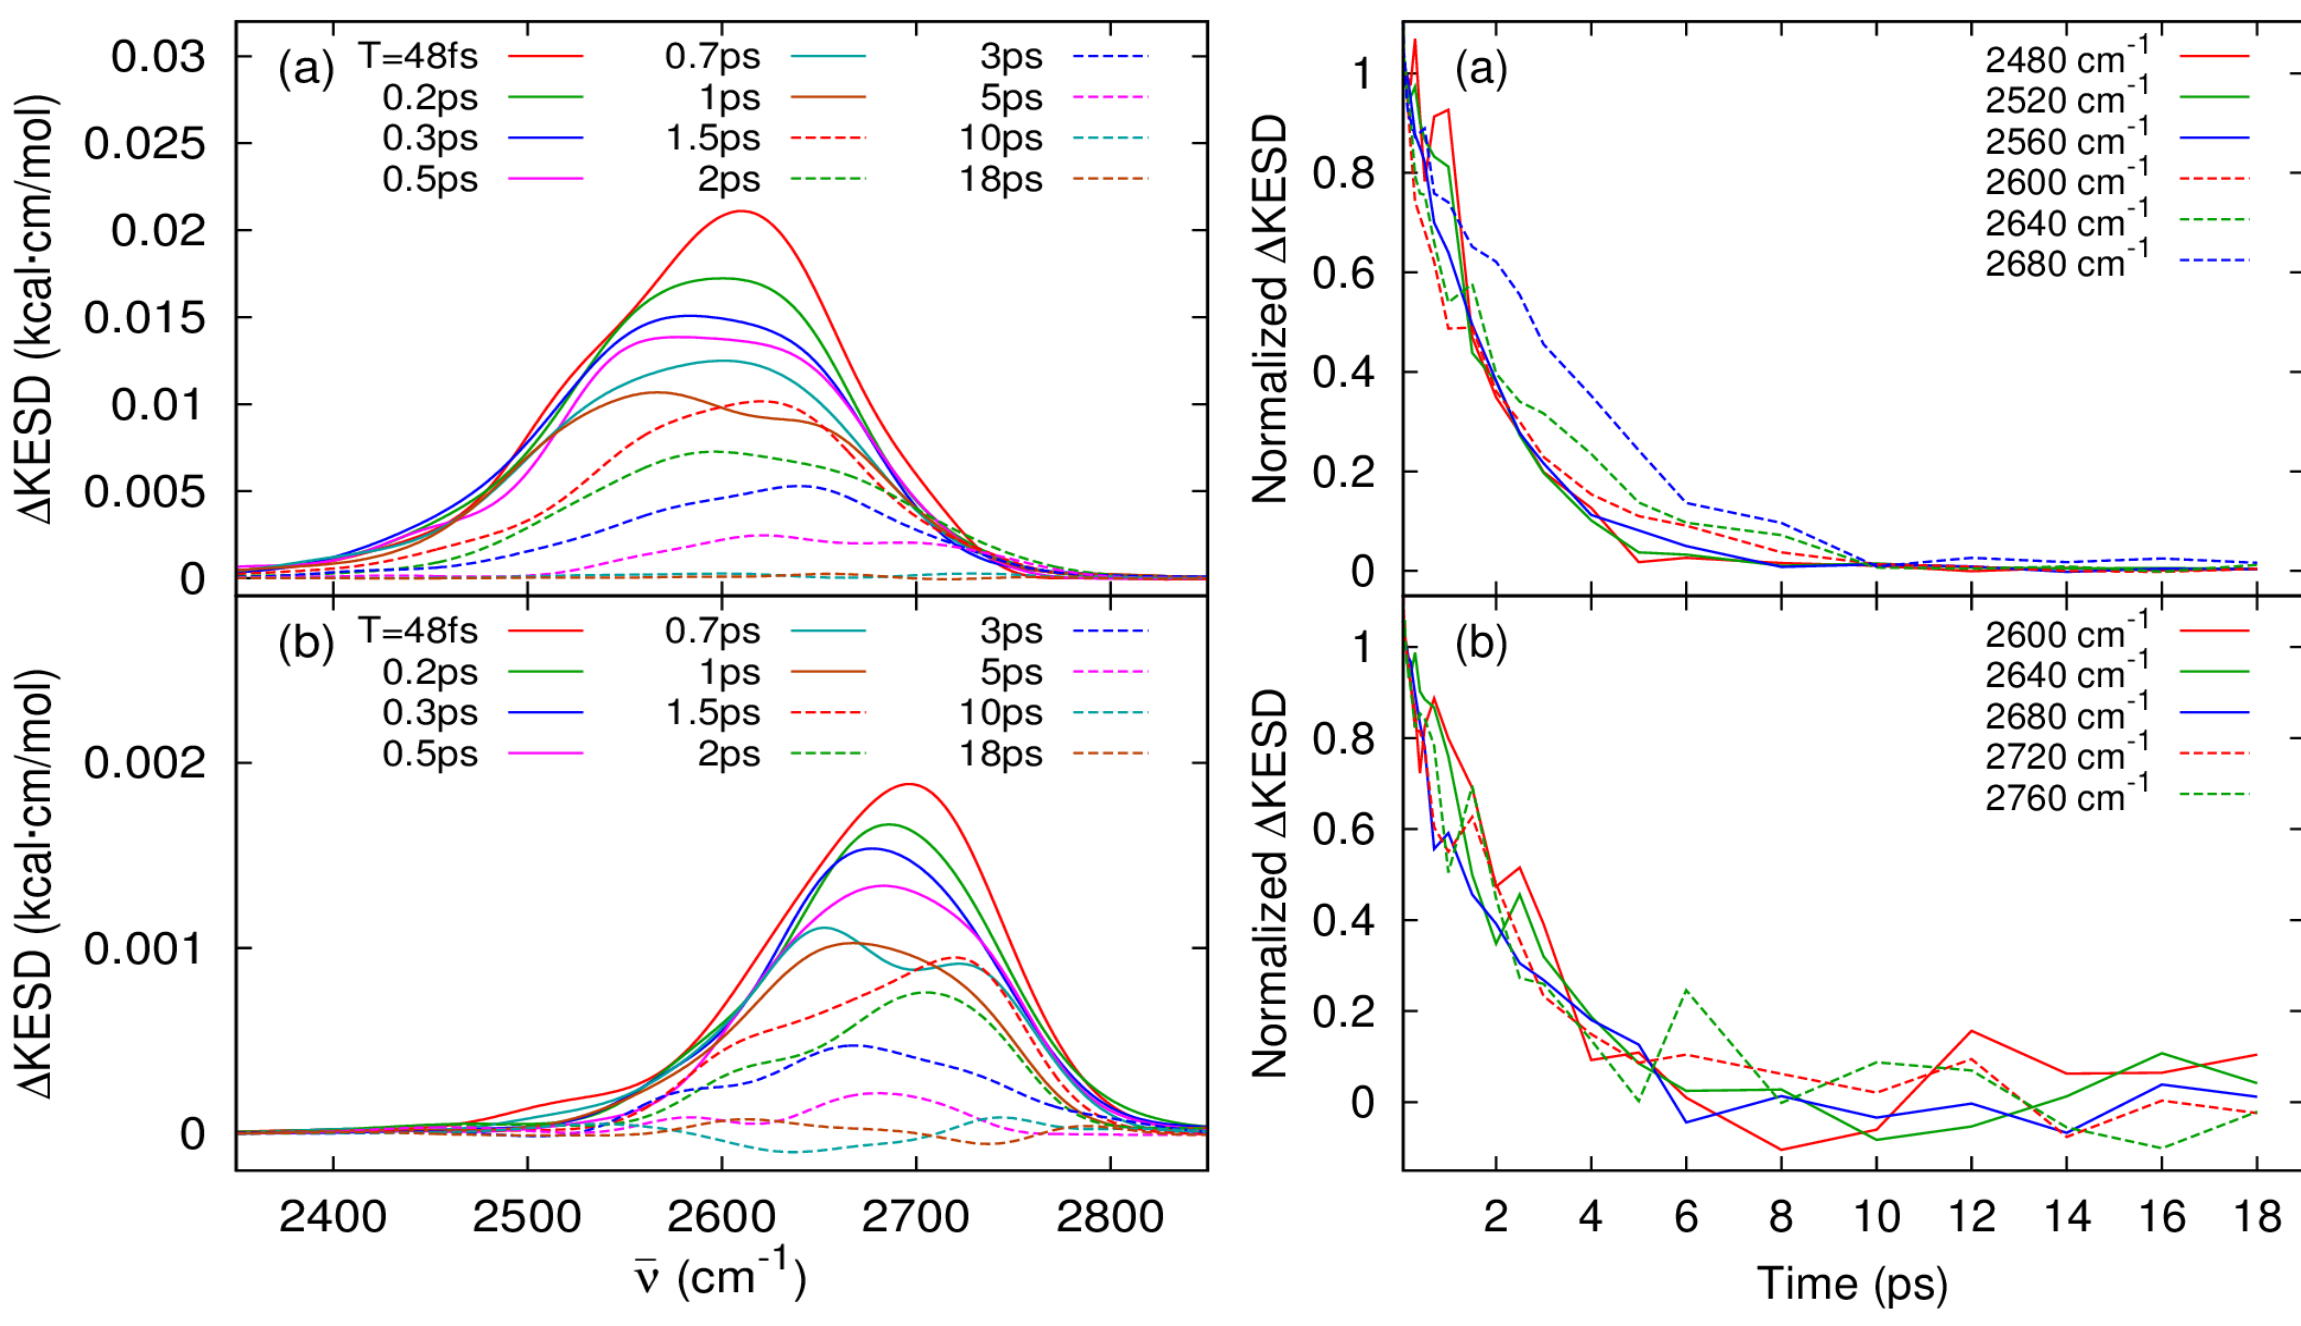 ΔKESD (kcal·cm/mol)
0.03
0.025
0.02
0.015
0.01
0.005
0
(a)
T=48fs 0.7ps 3ps
0.2ps 1ps 5ps
0.3ps 1.5ps 10ps
0.5ps 2ps 18ps
ΔKESD (kcal·cm/mol)
0.002
0.001
0
(b)
T=48fs 0.7ps 3ps
0.2ps 1ps 5ps
0.3ps 1.5ps 10ps
0.5ps 2ps 18ps
2400 2500 2600 2700 2800
ν̅ (cm⁻¹)
Normalized ΔKESD
1
0.8
0.6
0.4
0.2
0
(a)
2480 cm⁻¹
2520 cm⁻¹
2560 cm⁻¹
2600 cm⁻¹
2640 cm⁻¹
2680 cm⁻¹
Normalized ΔKESD
1
0.8
0.6
0.4
0.2
0
(b)
2600 cm⁻¹
2640 cm⁻¹
2680 cm⁻¹
2720 cm⁻¹
2760 cm⁻¹
2 4 6 8 10 12 14 16 18
Time (ps)